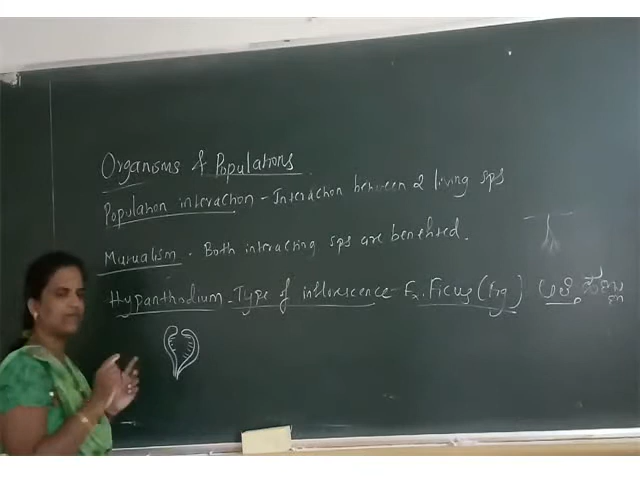 Organisms & Populations
Population interaction - Interaction between 2 living sps
Mutualism - Both interacting sps are benefited.
Hypanthodium - Type of inflorescence - Ex. Ficus (Fig)